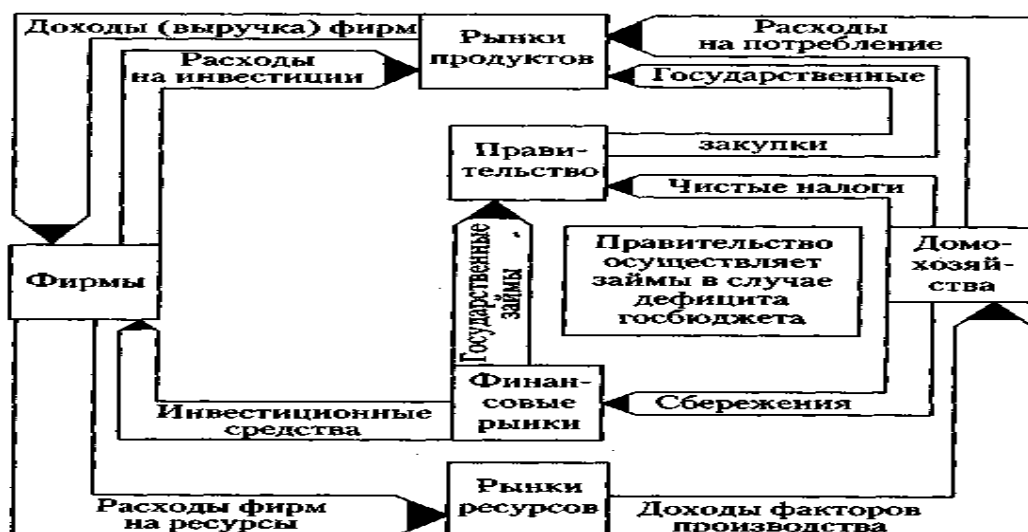 Доходы (выручка) фирм
Рынки
продуктов
Расходы
на потребление
Расходы
на инвестиции
Государственные
закупки
Прави-
тельство
Чистые налоги
Государственные
займы
Правительство
осуществляет
займы в случае
дефицита
госбюджета
Домо-
хозяй-
ства
Фирмы
Финан-
совые
рынки
Инвестиционные
средства
Сбережения
Рынки
ресурсов
Расходы фирм
на ресурсы
Доходы факторов
производства